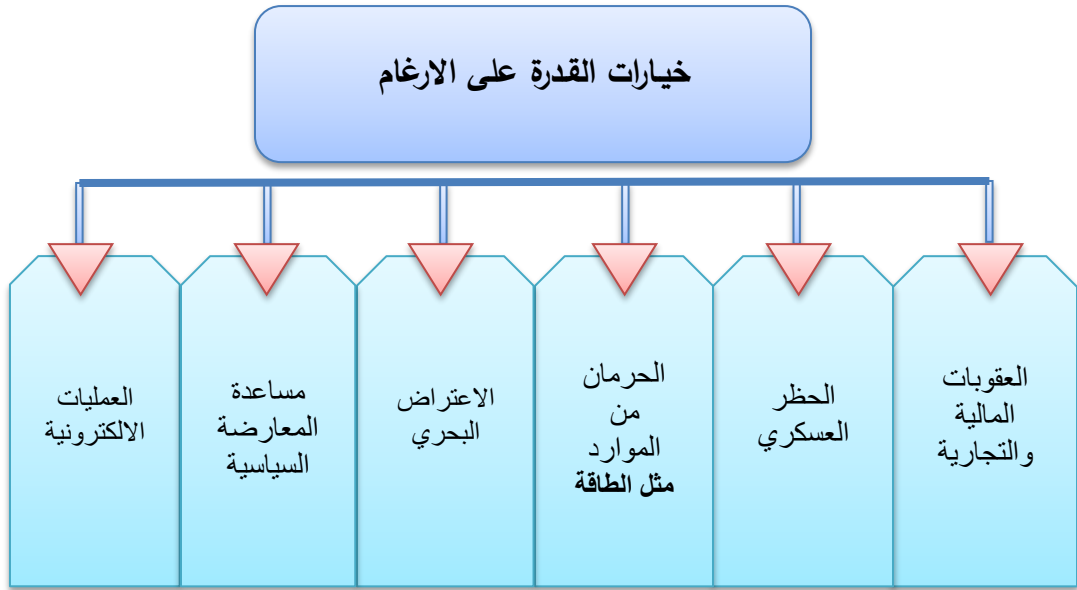 خيارات القدرة على الارغام
العقوبات
المالية
والتجارية
الحظر
العسكري
الحرمان
من
الموارد
مثل الطاقة
الاعتراض
البحري
مساعدة
المعارضة
السياسية
العمليات
الالكترونية